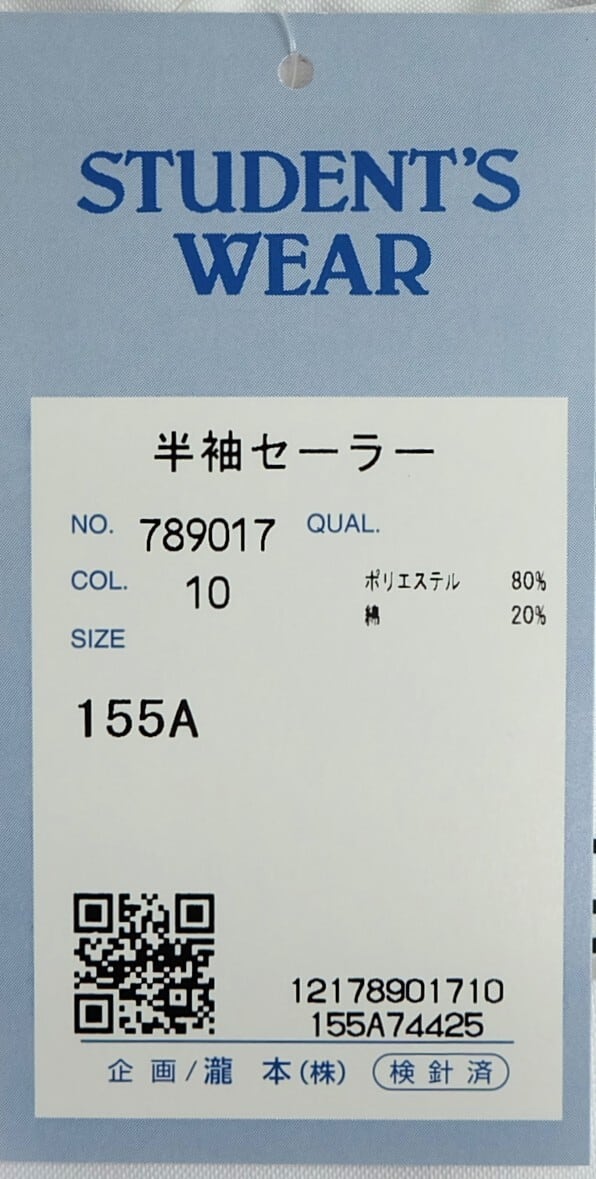 STUDENT'S
WEAR
半袖セーラー
NO. 789017 QUAL.
COL. 10 ポリエステル 80%
綿 20%
SIZE
155A
12178901710
155A74425
企画/瀧本(株) 検針済